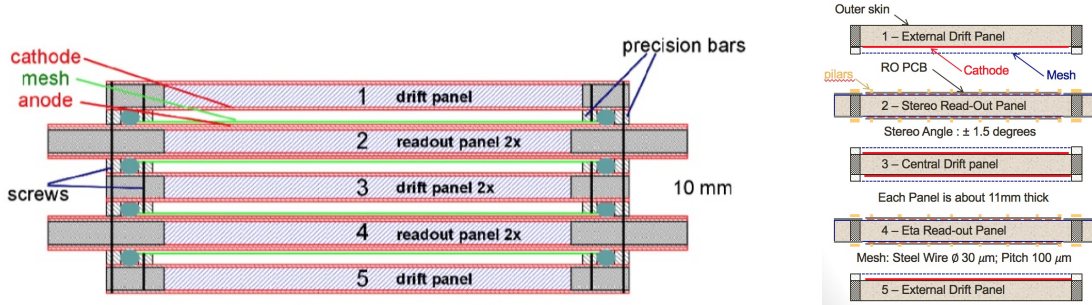 cathode
mesh
anode
precision bars
1 drift panel
2 readout panel 2x
3 drift panel 2x
4 readout panel 2x
5 drift panel
screws
10 mm
Outer skin
1 – External Drift Panel
RO PCB
Cathode
Mesh
pilars
2 – Stereo Read-Out Panel
Stereo Angle : ± 1.5 degrees
3 – Central Drift panel
Each Panel is about 11mm thick
4 – Eta Read-out Panel
Mesh: Steel Wire Ø 30 μm; Pitch 100 μm
5 – External Drift Panel